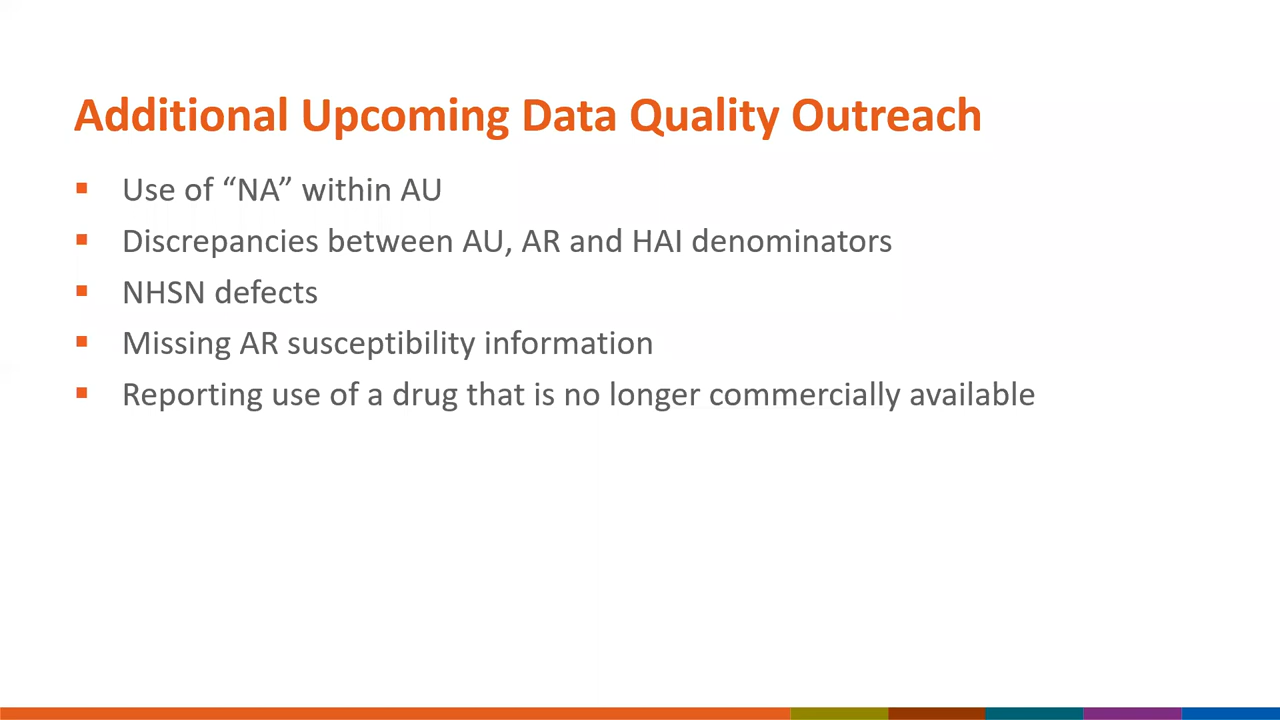 Additional Upcoming Data Quality Outreach
▪ Use of “NA” within AU
▪ Discrepancies between AU, AR and HAI denominators
▪ NHSN defects
▪ Missing AR susceptibility information
▪ Reporting use of a drug that is no longer commercially available